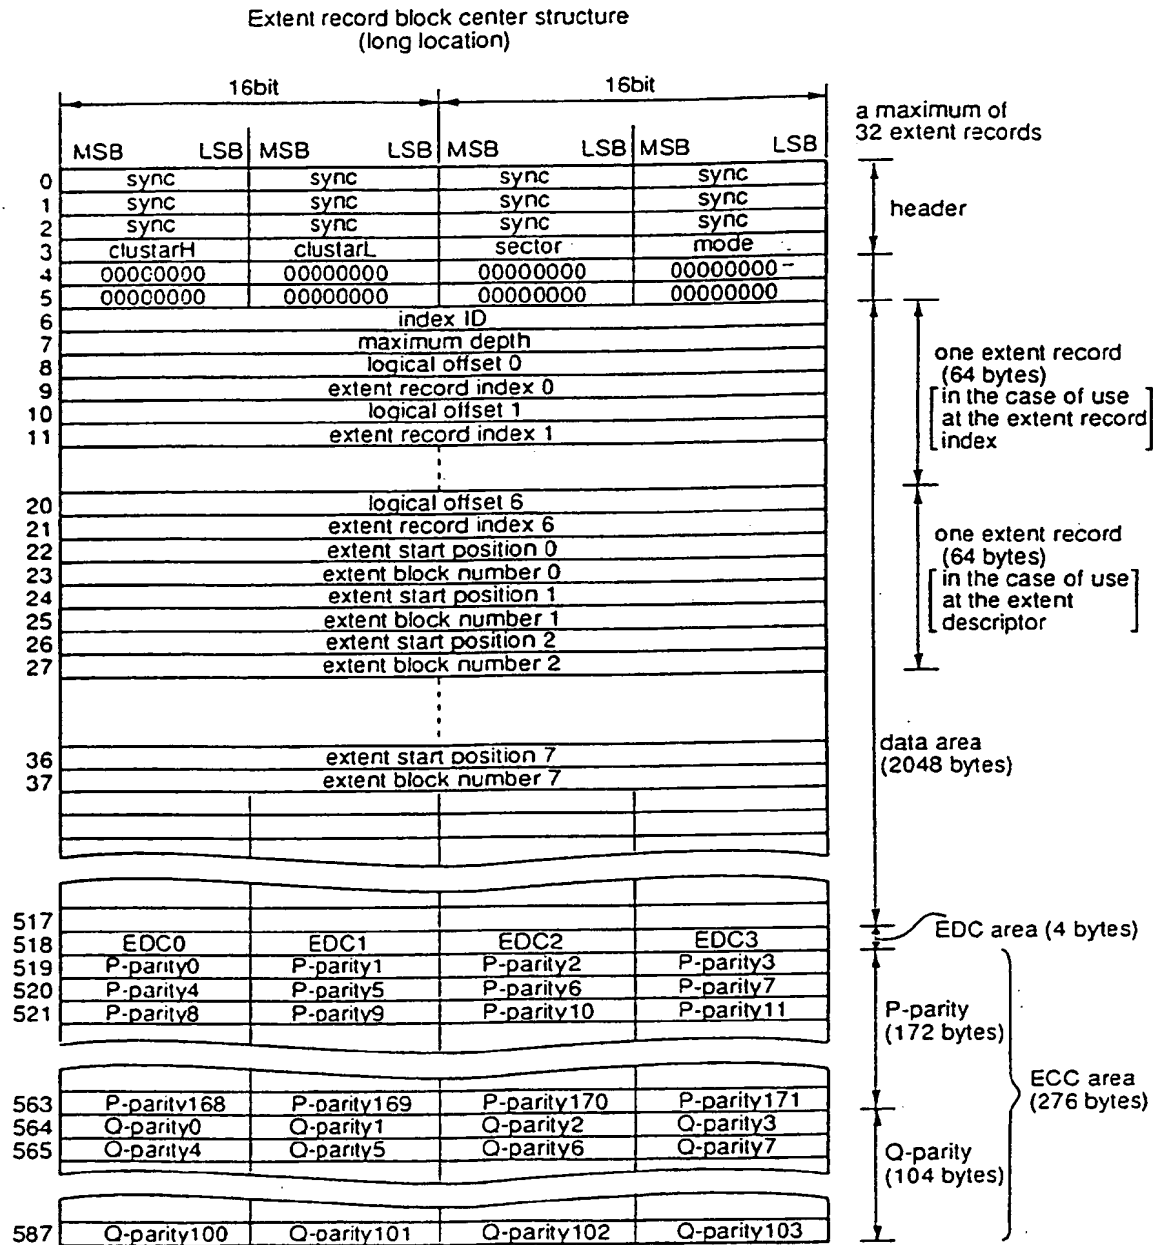 Extent record block center structure
(long location)
16bit 16bit
a maximum of
32 extent records
MSB LSB MSB LSB MSB LSB MSB LSB
0 sync sync sync sync
1 sync sync sync sync
2 sync sync sync sync
3 clustarH clustarL sector mode
header
4 00000000 00000000 00000000 00000000
5 00000000 00000000 00000000 00000000
6 index ID
7 maximum depth
8 logical offset 0
9 extent record index 0
10 logical offset 1
11 extent record index 1
one extent record
(64 bytes)
in the case of use
at the extent record
index
20 logical offset 6
21 extent record index 6
22 extent start position 0
23 extent block number 0
24 extent start position 1
25 extent block number 1
26 extent start position 2
27 extent block number 2
one extent record
(64 bytes)
in the case of use
at the extent
descriptor
36 extent start position 7
37 extent block number 7
data area
(2048 bytes)
517
518 EDC0 EDC1 EDC2 EDC3
EDC area (4 bytes)
519 P-parity0 P-parity1 P-parity2 P-parity3
520 P-parity4 P-parity5 P-parity6 P-parity7
521 P-parity8 P-parity9 P-parity10 P-parity11
P-parity
(172 bytes)
563 P-parity168 P-parity169 P-parity170 P-parity171
564 Q-parity0 Q-parity1 Q-parity2 Q-parity3
565 Q-parity4 Q-parity5 Q-parity6 Q-parity7
ECC area
(276 bytes)
Q-parity
(104 bytes)
587 Q-parity100 Q-parity101 Q-parity102 Q-parity103